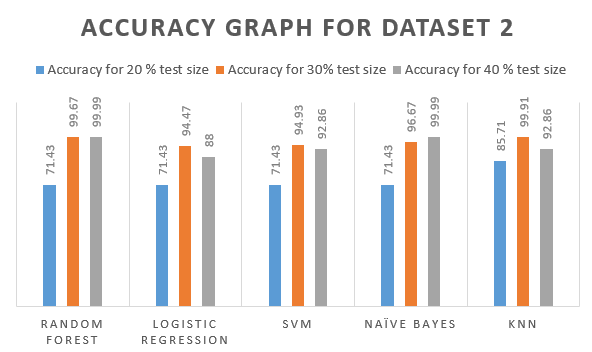 ACCURACY GRAPH FOR DATASET 2
Accuracy for 20 % test size Accuracy for 30% test size Accuracy for 40 % test size
71.43 99.67 99.99 71.43 94.47 88 71.43 94.93 92.86 71.43 96.67 99.99 85.71 99.91 92.86
RANDOM FOREST
LOGISTIC REGRESSION
SVM
NAÏVE BAYES
KNN